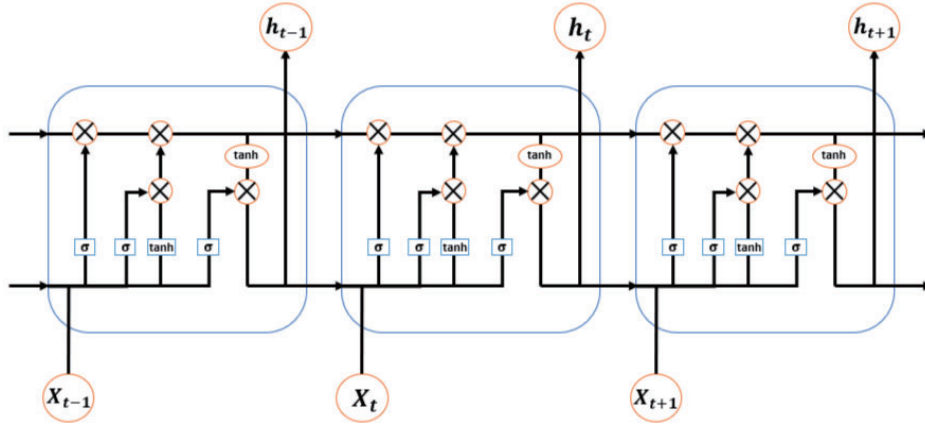 h_{t-1} h_t h_{t+1}
tanh tanh tanh
σ σ tanh σ σ σ tanh σ σ σ tanh σ
X_{t-1} X_t X_{t+1}